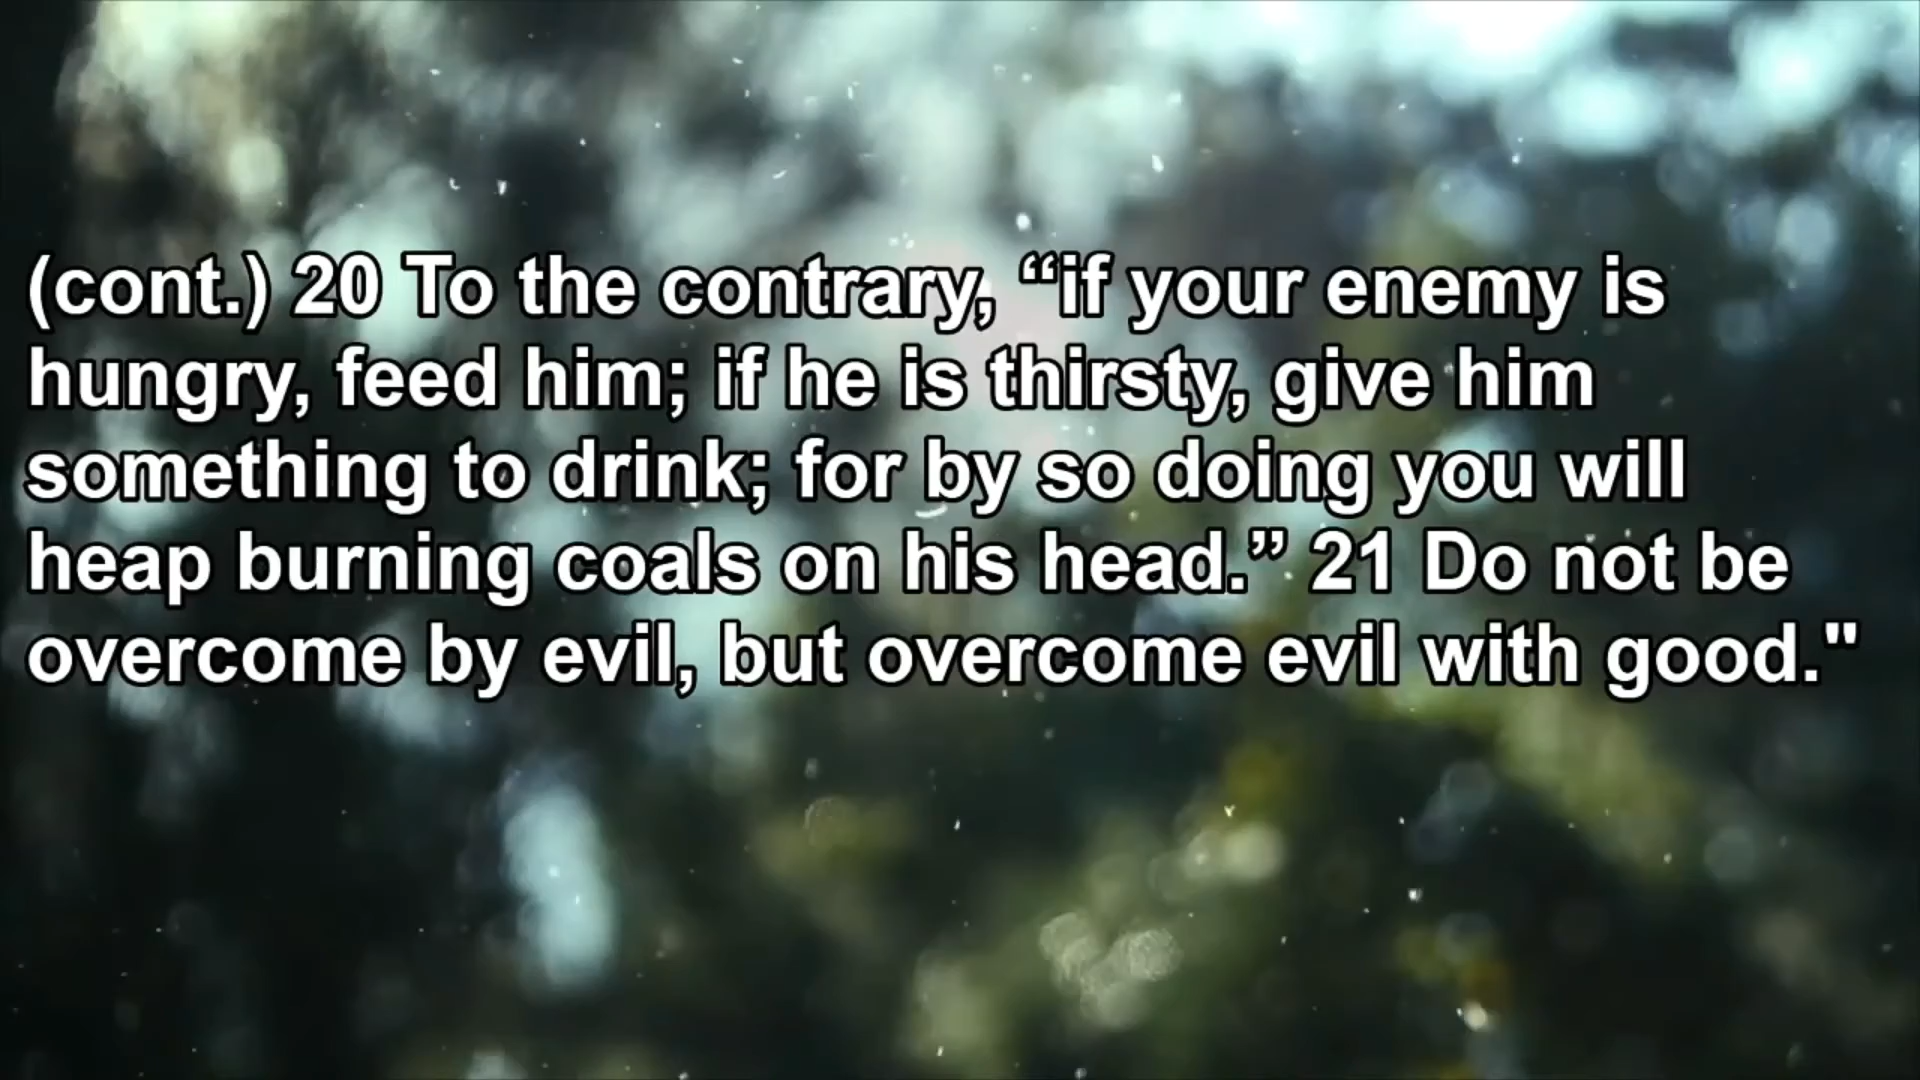 (cont.) 20 To the contrary, “if your enemy is
hungry, feed him; if he is thirsty, give him
something to drink; for by so doing you will
heap burning coals on his head.” 21 Do not be
overcome by evil, but overcome evil with good."